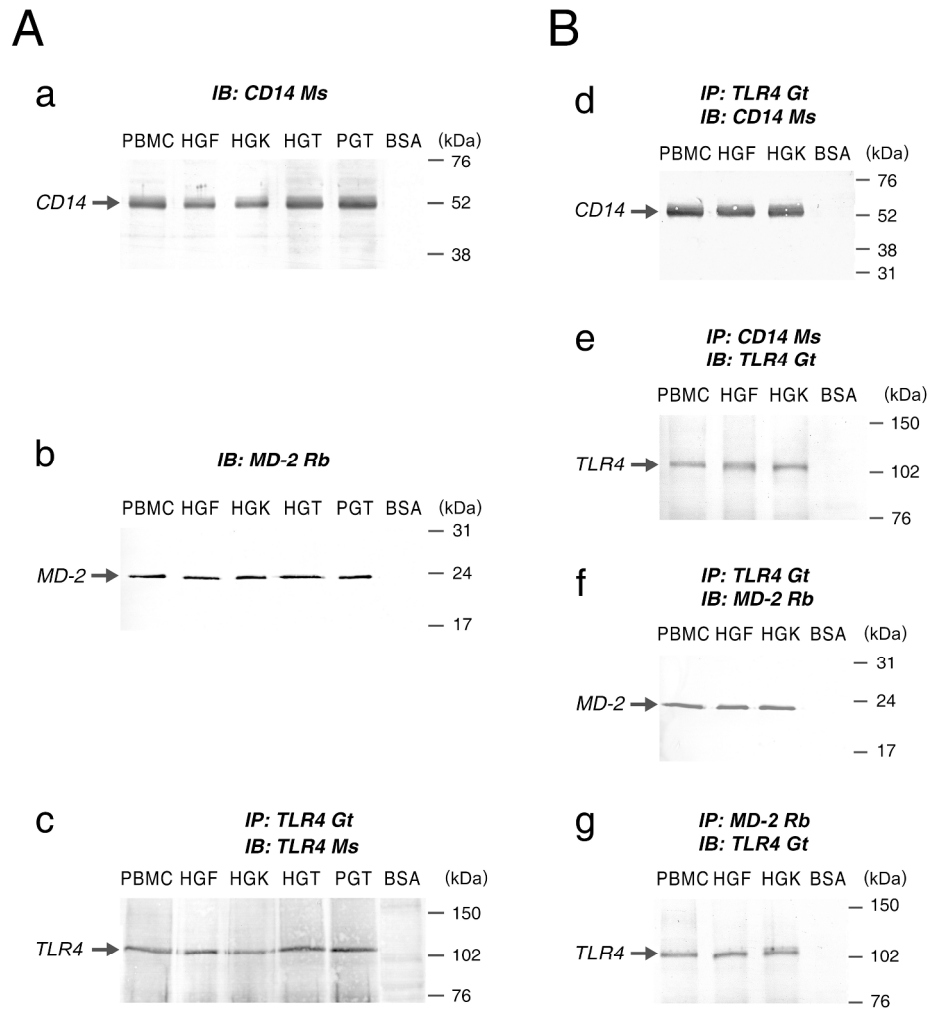 A
a
IB: CD14 Ms
PBMC HGF HGK HGT PGT BSA (kDa)
76
CD14
52
38
b
IB: MD-2 Rb
PBMC HGF HGK HGT PGT BSA (kDa)
31
MD-2
24
17
c
IP: TLR4 Gt
IB: TLR4 Ms
PBMC HGF HGK HGT PGT BSA (kDa)
150
TLR4
102
76
B
d
IP: TLR4 Gt
IB: CD14 Ms
PBMC HGF HGK BSA (kDa)
76
CD14
52
38
31
e
IP: CD14 Ms
IB: TLR4 Gt
PBMC HGF HGK BSA (kDa)
150
TLR4
102
76
f
IP: TLR4 Gt
IB: MD-2 Rb
PBMC HGF HGK BSA (kDa)
31
MD-2
24
17
g
IP: MD-2 Rb
IB: TLR4 Gt
PBMC HGF HGK BSA (kDa)
150
TLR4
102
76